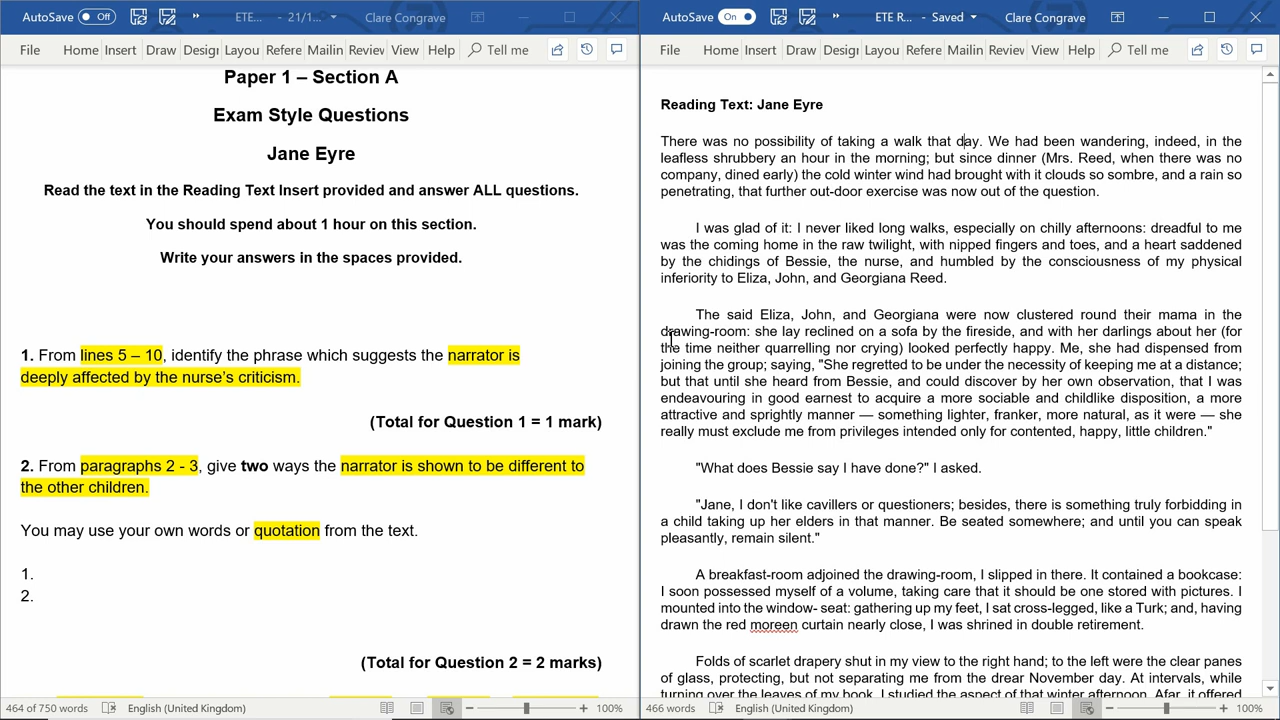 AutoSave Off ETE... - 21/1... Clare Congrave
File Home Insert Draw Desig Layou Refere Mailin Review View Help Tell me
Paper 1 – Section A
Exam Style Questions
Jane Eyre
Read the text in the Reading Text Insert provided and answer ALL questions.
You should spend about 1 hour on this section.
Write your answers in the spaces provided.
1. From lines 5 – 10, identify the phrase which suggests the narrator is
deeply affected by the nurse's criticism.
(Total for Question 1 = 1 mark)
2. From paragraphs 2 - 3, give two ways the narrator is shown to be different to
the other children.
You may use your own words or quotation from the text.
1.
2.
(Total for Question 2 = 2 marks)
464 of 750 words English (United Kingdom) 100%
AutoSave On ETE R... - Saved Clare Congrave
File Home Insert Draw Desig Layou Refere Mailin Review View Help Tell me
Reading Text: Jane Eyre
There was no possibility of taking a walk that day. We had been wandering, indeed, in the
leafless shrubbery an hour in the morning; but since dinner (Mrs. Reed, when there was no
company, dined early) the cold winter wind had brought with it clouds so sombre, and a rain so
penetrating, that further out-door exercise was now out of the question.
I was glad of it: I never liked long walks, especially on chilly afternoons: dreadful to me
was the coming home in the raw twilight, with nipped fingers and toes, and a heart saddened
by the chidings of Bessie, the nurse, and humbled by the consciousness of my physical
inferiority to Eliza, John, and Georgiana Reed.
The said Eliza, John, and Georgiana were now clustered round their mama in the
drawing-room: she lay reclined on a sofa by the fireside, and with her darlings about her (for
the time neither quarrelling nor crying) looked perfectly happy. Me, she had dispensed from
joining the group; saying, "She regretted to be under the necessity of keeping me at a distance;
but that until she heard from Bessie, and could discover by her own observation, that I was
endeavouring in good earnest to acquire a more sociable and childlike disposition, a more
attractive and sprightly manner — something lighter, franker, more natural, as it were — she
really must exclude me from privileges intended only for contented, happy, little children."
"What does Bessie say I have done?" I asked.
"Jane, I don't like cavillers or questioners; besides, there is something truly forbidding in
a child taking up her elders in that manner. Be seated somewhere; and until you can speak
pleasantly, remain silent."
A breakfast-room adjoined the drawing-room, I slipped in there. It contained a bookcase:
I soon possessed myself of a volume, taking care that it should be one stored with pictures. I
mounted into the window- seat: gathering up my feet, I sat cross-legged, like a Turk; and, having
drawn the red moreen curtain nearly close, I was shrined in double retirement.
Folds of scarlet drapery shut in my view to the right hand; to the left were the clear panes
of glass, protecting, but not separating me from the drear November day. At intervals, while
turning over the leaves of my book, I studied the aspect of that winter afternoon. Afar, it offered
466 words English (United Kingdom) 100%